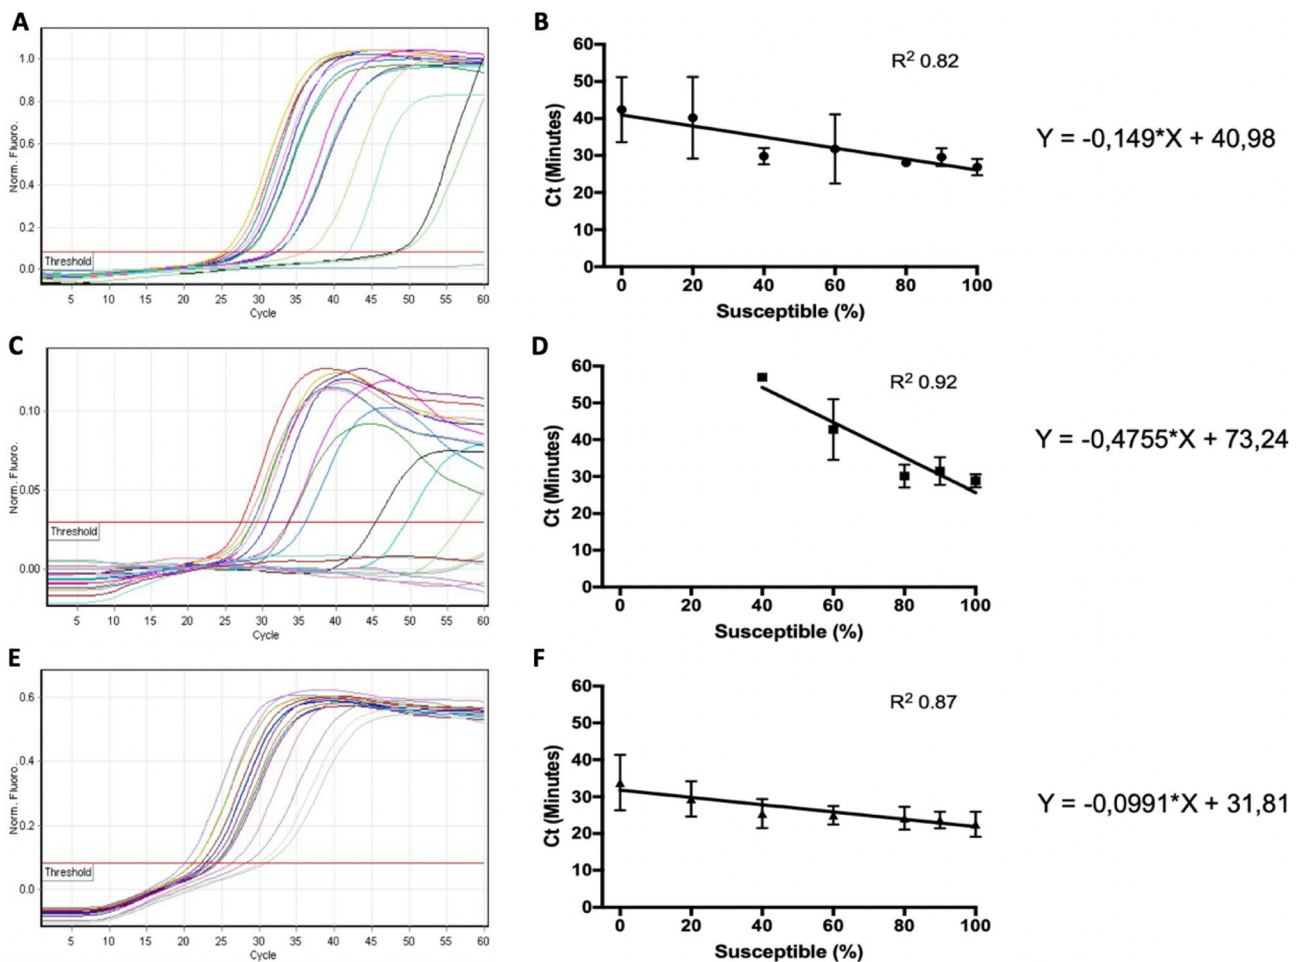 A
Norm. Fluoro.
1.0
0.8
0.6
0.4
0.2
0.0
Threshold
5 10 15 20 25 30 35 40 45 50 55 60
Cycle
B
Ct (Minutes)
60
50
40
30
20
10
0
R² 0.82
0 20 40 60 80 100
Susceptible (%)
Y = -0,149*X + 40,98
C
Norm. Fluoro.
0.10
0.05
0.00
Threshold
5 10 15 20 25 30 35 40 45 50 55 60
Cycle
D
Ct (Minutes)
60
50
40
30
20
10
0
R² 0.92
0 20 40 60 80 100
Susceptible (%)
Y = -0,4755*X + 73,24
E
Norm. Fluoro.
0.6
0.4
0.2
0.0
Threshold
5 10 15 20 25 30 35 40 45 50 55 60
Cycle
F
Ct (Minutes)
60
50
40
30
20
10
0
R² 0.87
0 20 40 60 80 100
Susceptible (%)
Y = -0,0991*X + 31,81